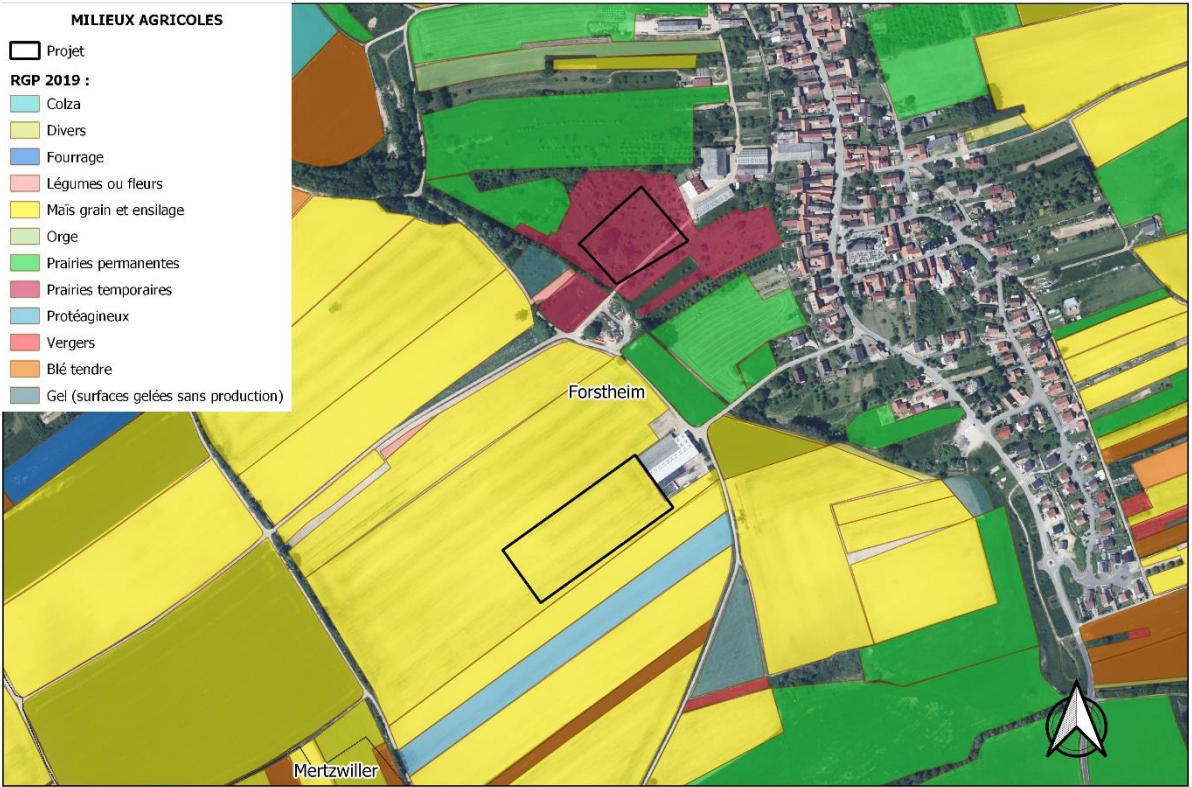 MILIEUX AGRICOLES
Projet
RGP 2019 :
Colza
Divers
Fourrage
Légumes ou fleurs
Maïs grain et ensilage
Orge
Prairies permanentes
Prairies temporaires
Protéagineux
Vergers
Blé tendre
Gel (surfaces gelées sans production)
Forstheim
Mertzwiller